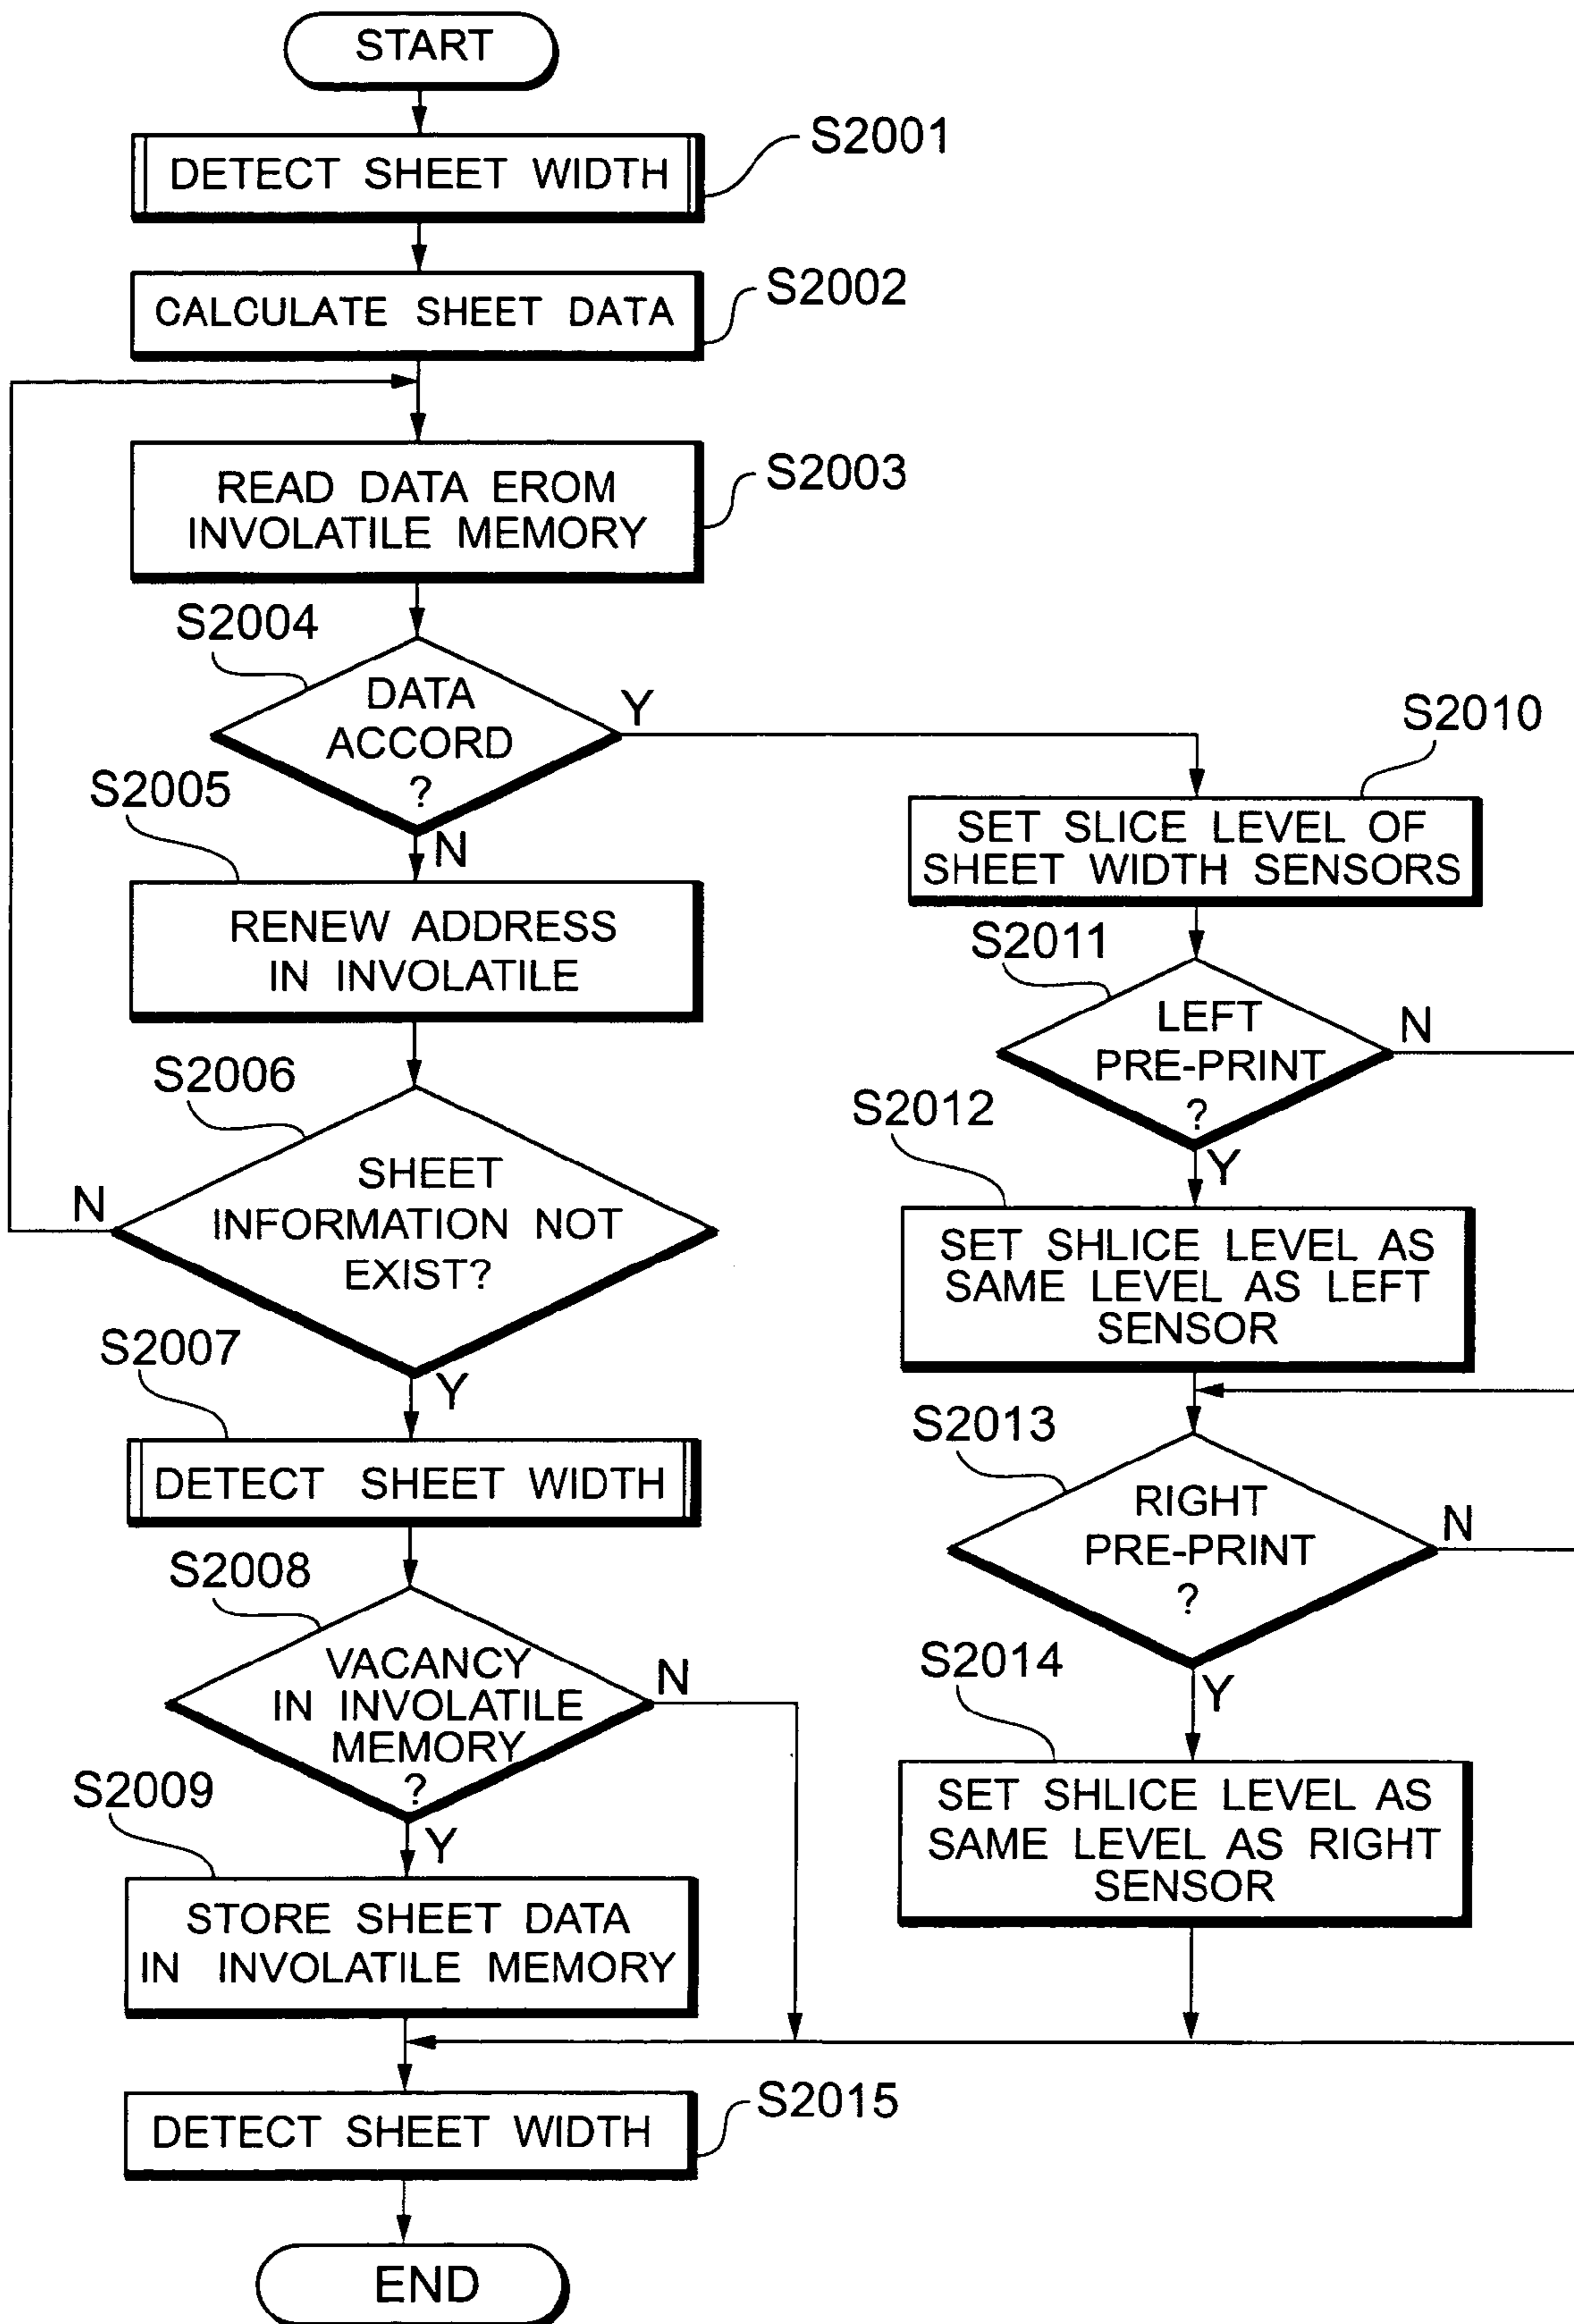 START
S2001
DETECT SHEET WIDTH
S2002
CALCULATE SHEET DATA
S2003
READ DATA EROM
INVOLATILE MEMORY
S2004
DATA
ACCORD
?
Y
N
S2005
RENEW ADDRESS
IN INVOLATILE
S2006
SHEET
INFORMATION NOT
EXIST?
N
Y
S2007
DETECT SHEET WIDTH
S2008
VACANCY
IN INVOLATILE
MEMORY
?
N
Y
S2009
STORE SHEET DATA
IN INVOLATILE MEMORY
S2010
SET SLICE LEVEL OF
SHEET WIDTH SENSORS
S2011
LEFT
PRE-PRINT
?
N
Y
S2012
SET SHLICE LEVEL AS
SAME LEVEL AS LEFT
SENSOR
S2013
RIGHT
PRE-PRINT
?
N
Y
S2014
SET SHLICE LEVEL AS
SAME LEVEL AS RIGHT
SENSOR
S2015
DETECT SHEET WIDTH
END